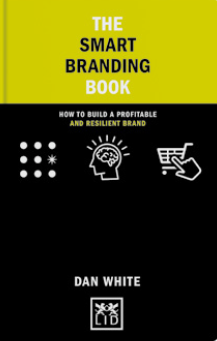 THE
SMART
BRANDING
BOOK
HOW TO BUILD A PROFITABLE
AND RESILIENT BRAND
DAN WHITE
LID